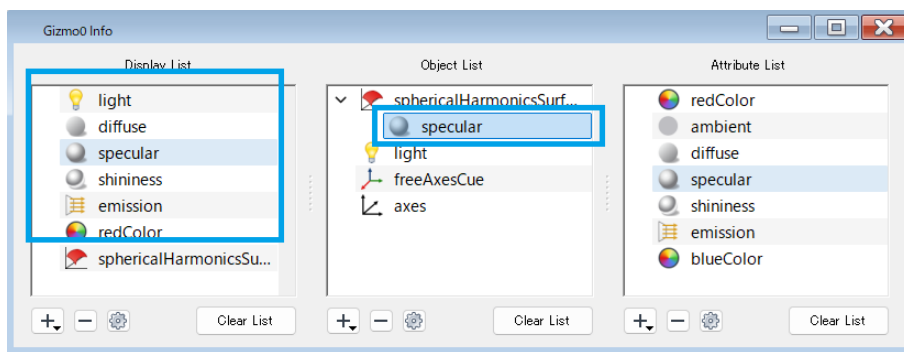 Gizmo0 Info
Display List
light
diffuse
specular
shininess
emission
redColor
sphericalHarmonicsSu...
Clear List
Object List
sphericalHarmonicsSurf...
specular
light
freeAxesCue
axes
Clear List
Attribute List
redColor
ambient
diffuse
specular
shininess
emission
blueColor
Clear List